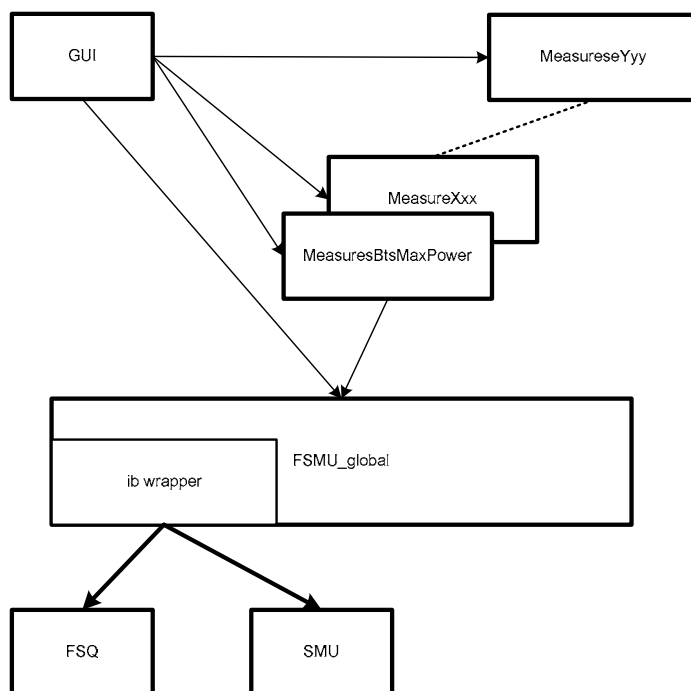 GUI
MeasureseYyy
MeasureXxx
MeasuresBtsMaxPower
FSMU_global
ib wrapper
FSQ
SMU